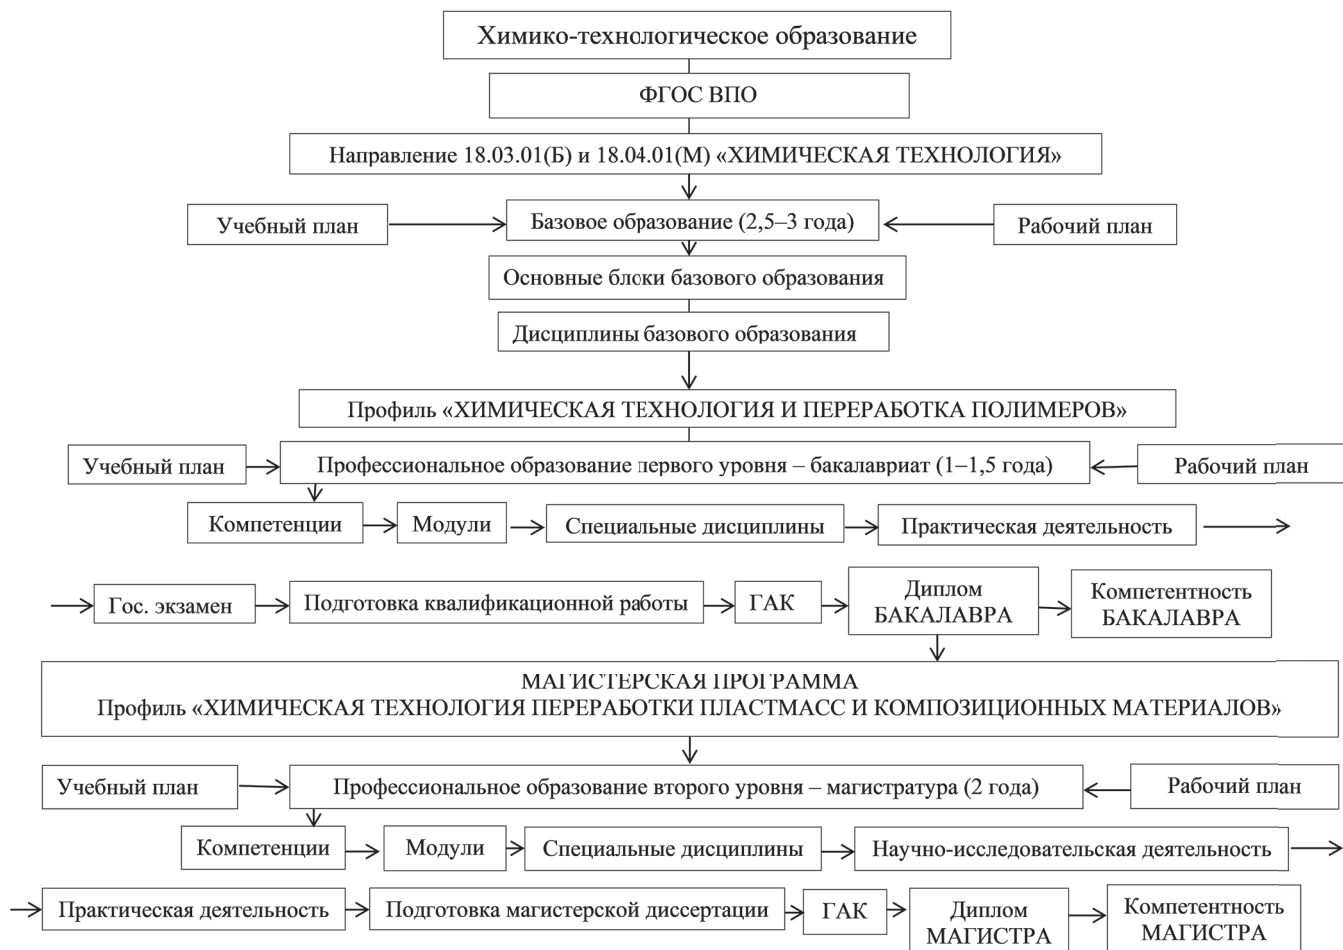 Химико-технологическое образование
ФГОС ВПО
Направление 18.03.01(Б) и 18.04.01(М) «ХИМИЧЕСКАЯ ТЕХНОЛОГИЯ»
Учебный план
Базовое образование (2,5–3 года)
Рабочий план
Основные блоки базового образования
Дисциплины базового образования
Профиль «ХИМИЧЕСКАЯ ТЕХНОЛОГИЯ И ПЕРЕРАБОТКА ПОЛИМЕРОВ»
Учебный план
Профессиональное образование первого уровня – бакалавриат (1–1,5 года)
Рабочий план
Компетенции
Модули
Специальные дисциплины
Практическая деятельность
Гос. экзамен
Подготовка квалификационной работы
ГАК
Диплом
БАКАЛАВРА
Компетентность
БАКАЛАВРА
МАГИСТЕРСКАЯ ПРОГРАММА
Профиль «ХИМИЧЕСКАЯ ТЕХНОЛОГИЯ ПЕРЕРАБОТКИ ПЛАСТМАСС И КОМПОЗИЦИОННЫХ МАТЕРИАЛОВ»
Учебный план
Профессиональное образование второго уровня – магистратура (2 года)
Рабочий план
Компетенции
Модули
Специальные дисциплины
Научно-исследовательская деятельность
Практическая деятельность
Подготовка магистерской диссертации
ГАК
Диплом
МАГИСТРА
Компетентность
МАГИСТРА